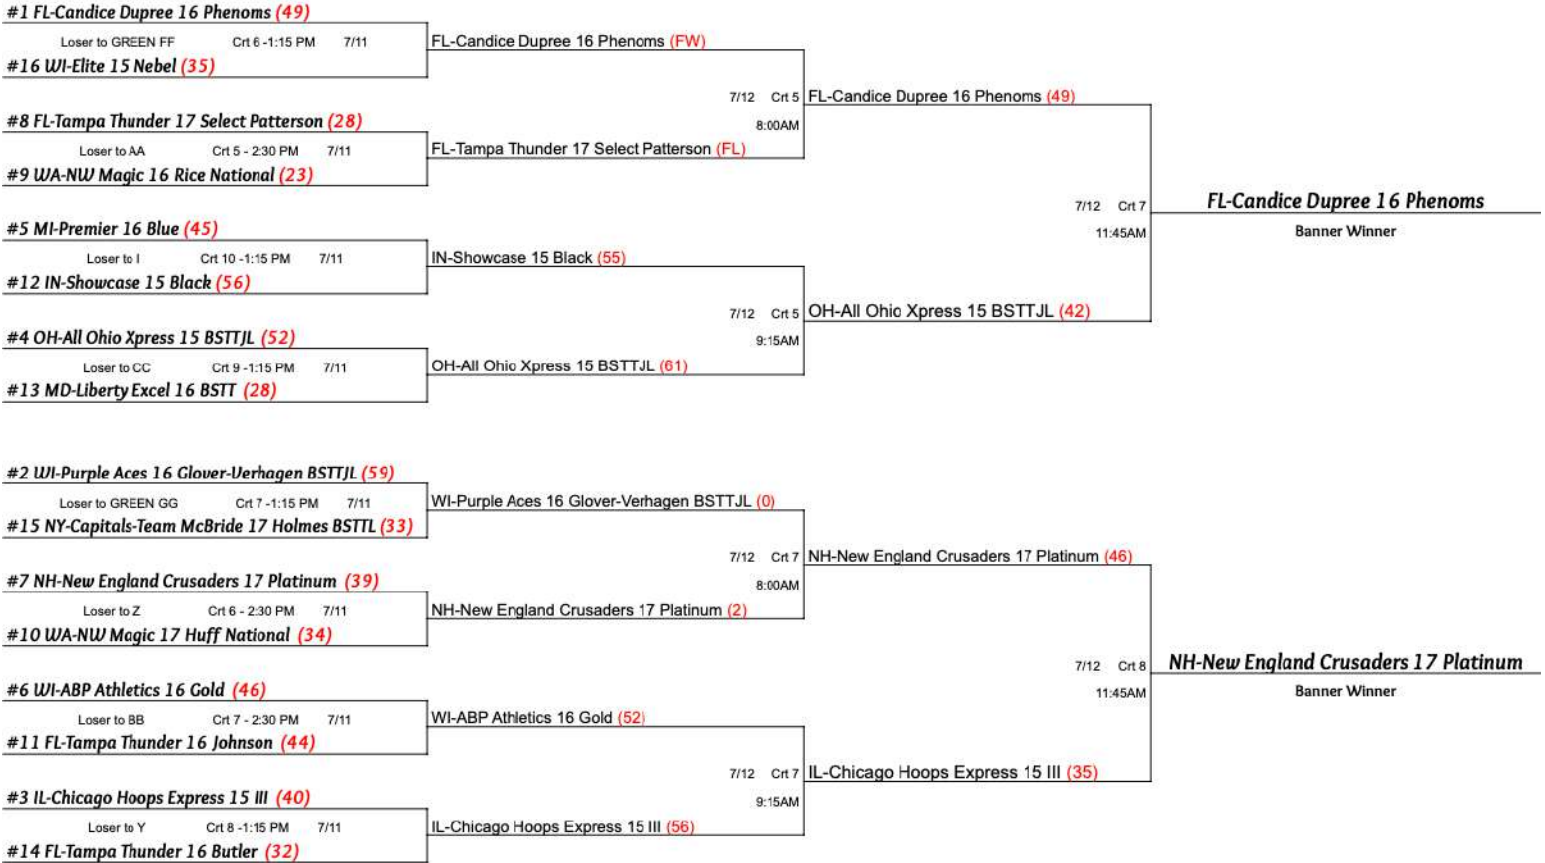 #1 FL-Candice Dupree 16 Phenoms (49)
Loser to GREEN FF Crt 6 -1:15 PM 7/11
#16 WI-Elite 15 Nebel (35)
FL-Candice Dupree 16 Phenoms (FW)
7/12 Crt 5
8:00AM
FL-Candice Dupree 16 Phenoms (49)
#8 FL-Tampa Thunder 17 Select Patterson (28)
Loser to AA Crt 5 - 2:30 PM 7/11
#9 WA-NW Magic 16 Rice National (23)
FL-Tampa Thunder 17 Select Patterson (FL)
7/12 Crt 7
11:45AM
FL-Candice Dupree 16 Phenoms
Banner Winner
#5 MI-Premier 16 Blue (45)
Loser to I Crt 10 -1:15 PM 7/11
#12 IN-Showcase 15 Black (56)
IN-Showcase 15 Black (55)
7/12 Crt 5
9:15AM
OH-All Ohio Xpress 15 BSTTJL (42)
#4 OH-All Ohio Xpress 15 BSTTJL (52)
Loser to CC Crt 9 -1:15 PM 7/11
#13 MD-Liberty Excel 16 BSTT (28)
OH-All Ohio Xpress 15 BSTTJL (61)
#2 WI-Purple Aces 16 Glover-Verhagen BSTTJL (59)
Loser to GREEN GG Crt 7 -1:15 PM 7/11
#15 NY-Capitals-Team McBride 17 Holmes BSTTL (33)
WI-Purple Aces 16 Glover-Verhagen BSTTJL (0)
7/12 Crt 7
8:00AM
NH-New England Crusaders 17 Platinum (46)
#7 NH-New England Crusaders 17 Platinum (39)
Loser to Z Crt 6 - 2:30 PM 7/11
#10 WA-NW Magic 17 Huff National (34)
NH-New England Crusaders 17 Platinum (2)
7/12 Crt 8
11:45AM
NH-New England Crusaders 17 Platinum
Banner Winner
#6 WI-ABP Athletics 16 Gold (46)
Loser to BB Crt 7 - 2:30 PM 7/11
#11 FL-Tampa Thunder 16 Johnson (44)
WI-ABP Athletics 16 Gold (52)
7/12 Crt 7
9:15AM
IL-Chicago Hoops Express 15 III (35)
#3 IL-Chicago Hoops Express 15 III (40)
Loser to Y Crt 8 -1:15 PM 7/11
#14 FL-Tampa Thunder 16 Butler (32)
IL-Chicago Hoops Express 15 III (56)